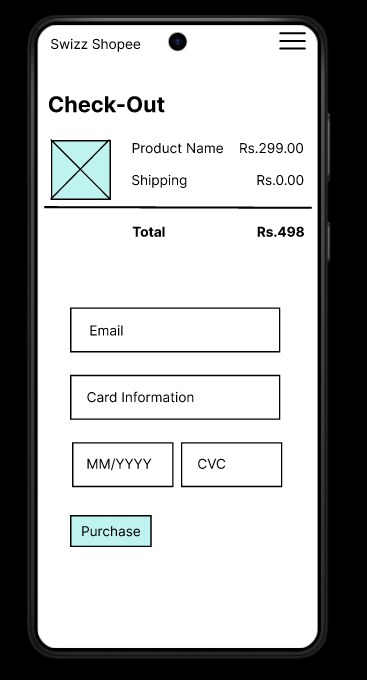 Swizz Shopee
Check-Out
Product Name Rs.299.00
Shipping Rs.0.00
Total Rs.498
Email
Card Information
MM/YYYY CVC
Purchase